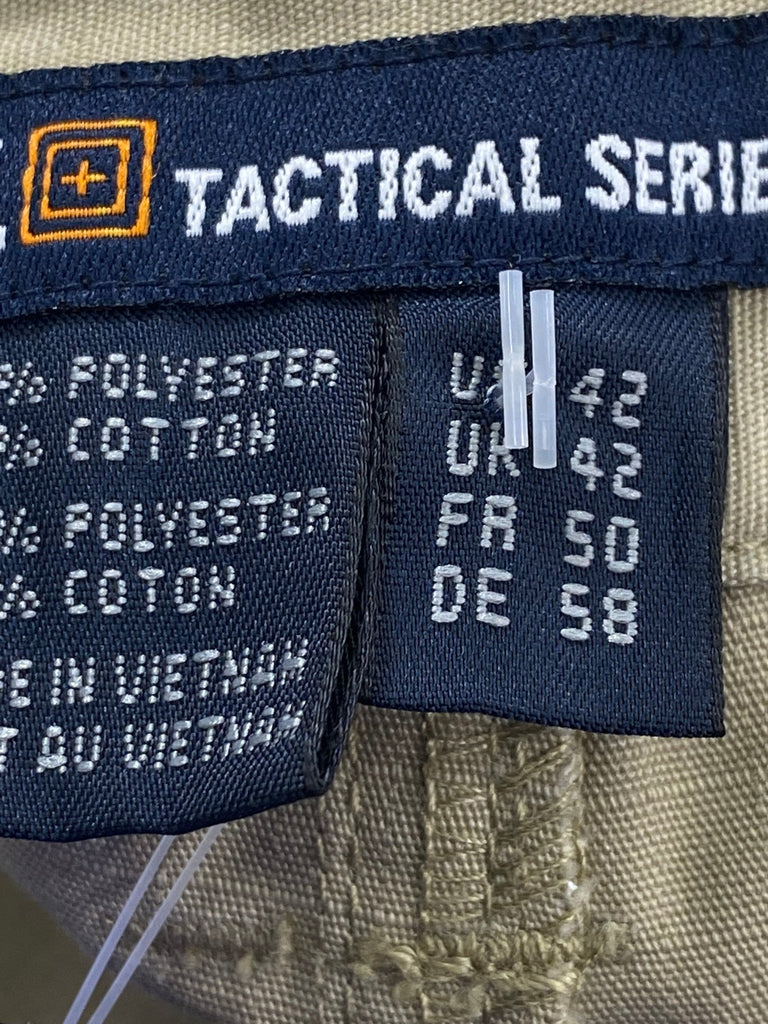 TACTICAL SERIE
% POLYESTER
% COTTON
% POLYESTER
% COTON
E IN VIETNAM
T AU VIETNAM
42
UK 42
FR 50
DE 58